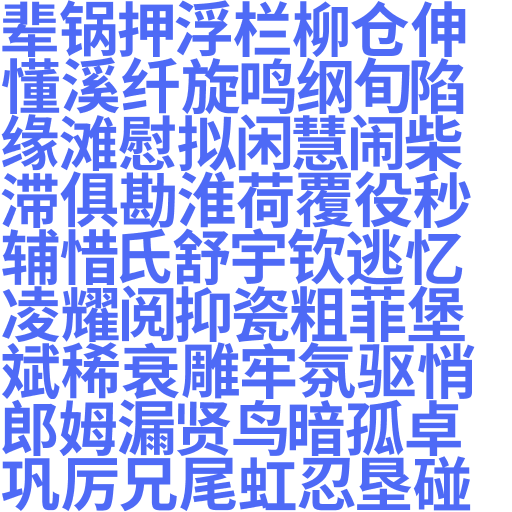 辈锅押浮栏柳仓伸
懂溪纤旋鸣纲旬陷
缘滩慰拟闲慧闹柴
滞俱勘淮荷覆役秒
辅惜氏舒宇钦逃忆
凌耀阅抑瓷粗菲堡
斌稀衰雕牢氛驱悄
郎姆漏贤鸟暗孤卓
巩厉兄尾虹忍垦碰